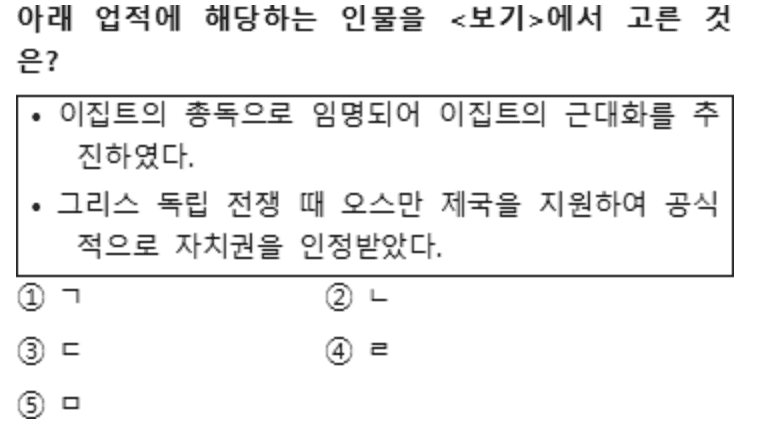 아래 업적에 해당하는 인물을 <보기>에서 고른 것
은?
• 이집트의 총독으로 임명되어 이집트의 근대화를 추
진하였다.
• 그리스 독립 전쟁 때 오스만 제국을 지원하여 공식
적으로 자치권을 인정받았다.
① ㄱ ② ㄴ
③ ㄷ ④ ㄹ
⑤ ㅁ